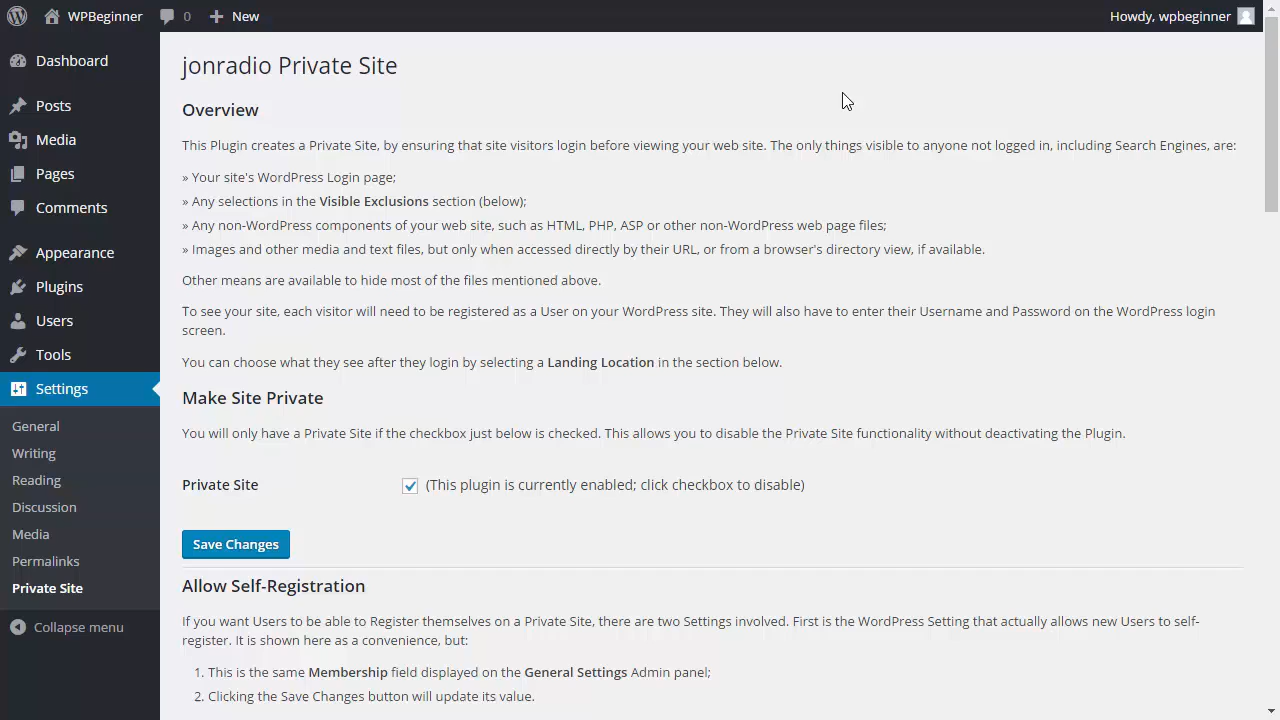 WPBeginner 0 New Howdy, wpbeginner
Dashboard
Posts
Media
Pages
Comments
Appearance
Plugins
Users
Tools
Settings
General
Writing
Reading
Discussion
Media
Permalinks
Private Site
Collapse menu
jonradio Private Site
Overview
This Plugin creates a Private Site, by ensuring that site visitors login before viewing your web site. The only things visible to anyone not logged in, including Search Engines, are:
» Your site's WordPress Login page;
» Any selections in the Visible Exclusions section (below);
» Any non-WordPress components of your web site, such as HTML, PHP, ASP or other non-WordPress web page files;
» Images and other media and text files, but only when accessed directly by their URL, or from a browser's directory view, if available.
Other means are available to hide most of the files mentioned above.
To see your site, each visitor will need to be registered as a User on your WordPress site. They will also have to enter their Username and Password on the WordPress login
screen.
You can choose what they see after they login by selecting a Landing Location in the section below.
Make Site Private
You will only have a Private Site if the checkbox just below is checked. This allows you to disable the Private Site functionality without deactivating the Plugin.
Private Site (This plugin is currently enabled; click checkbox to disable)
Save Changes
Allow Self-Registration
If you want Users to be able to Register themselves on a Private Site, there are two Settings involved. First is the WordPress Setting that actually allows new Users to self-
register. It is shown here as a convenience, but:
1. This is the same Membership field displayed on the General Settings Admin panel;
2. Clicking the Save Changes button will update its value.